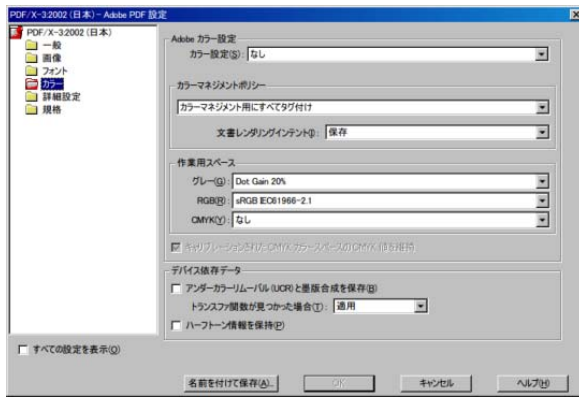 PDF/X-3:2002 (日本) - Adobe PDF 設定
PDF/X-3:2002 (日本)
一般
画像
フォント
カラー
詳細設定
規格
Adobe カラー設定
カラー設定(S): なし
カラーマネジメントポリシー
カラーマネジメント用にすべてタグ付け
文書レンダリングインテント(I): 保存
作業用スペース
グレー(G): Dot Gain 20%
RGB(R): sRGB IEC61966-2.1
CMYK(Y): なし
キャリブレーションされたCMYK カラースペースのCMYK 値を維持
デバイス依存データ
アンダーカラーリムーバル (UCR) と墨版合成を保存(B)
トランスファ関数が見つかった場合(T): 適用
ハーフトーン情報を保持(P)
すべての設定を表示(O)
名前を付けて保存(A)...
OK
キャンセル
ヘルプ(H)